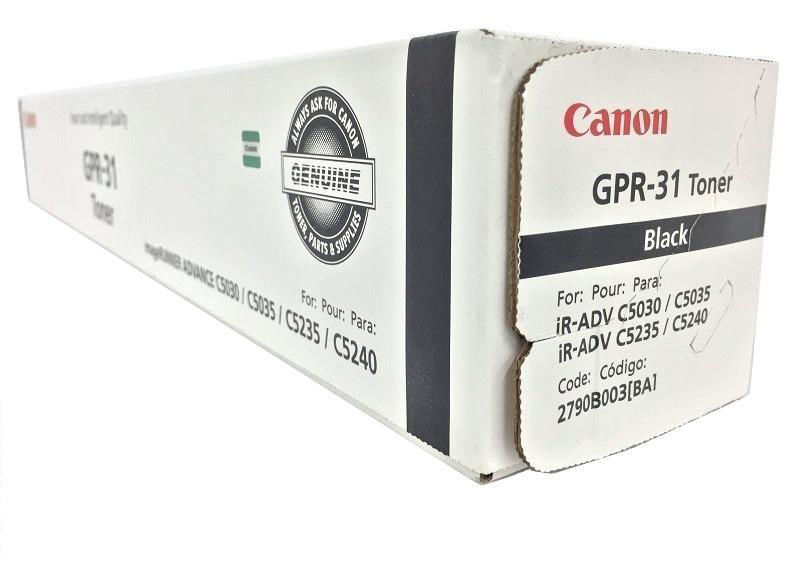 Canon
GPR-31
Toner
imageRUNNER ADVANCE C5030 / C5035 / C5235 / C5240
For: Pour: Para:
ALWAYS ASK FOR CANON
GENUINE
TONER, PARTS & SUPPLIES
Canon
GPR-31 Toner
Black
For: Pour: Para:
iR-ADV C5030 / C5035
iR-ADV C5235 / C5240
Code: Código:
2790B003[BA]